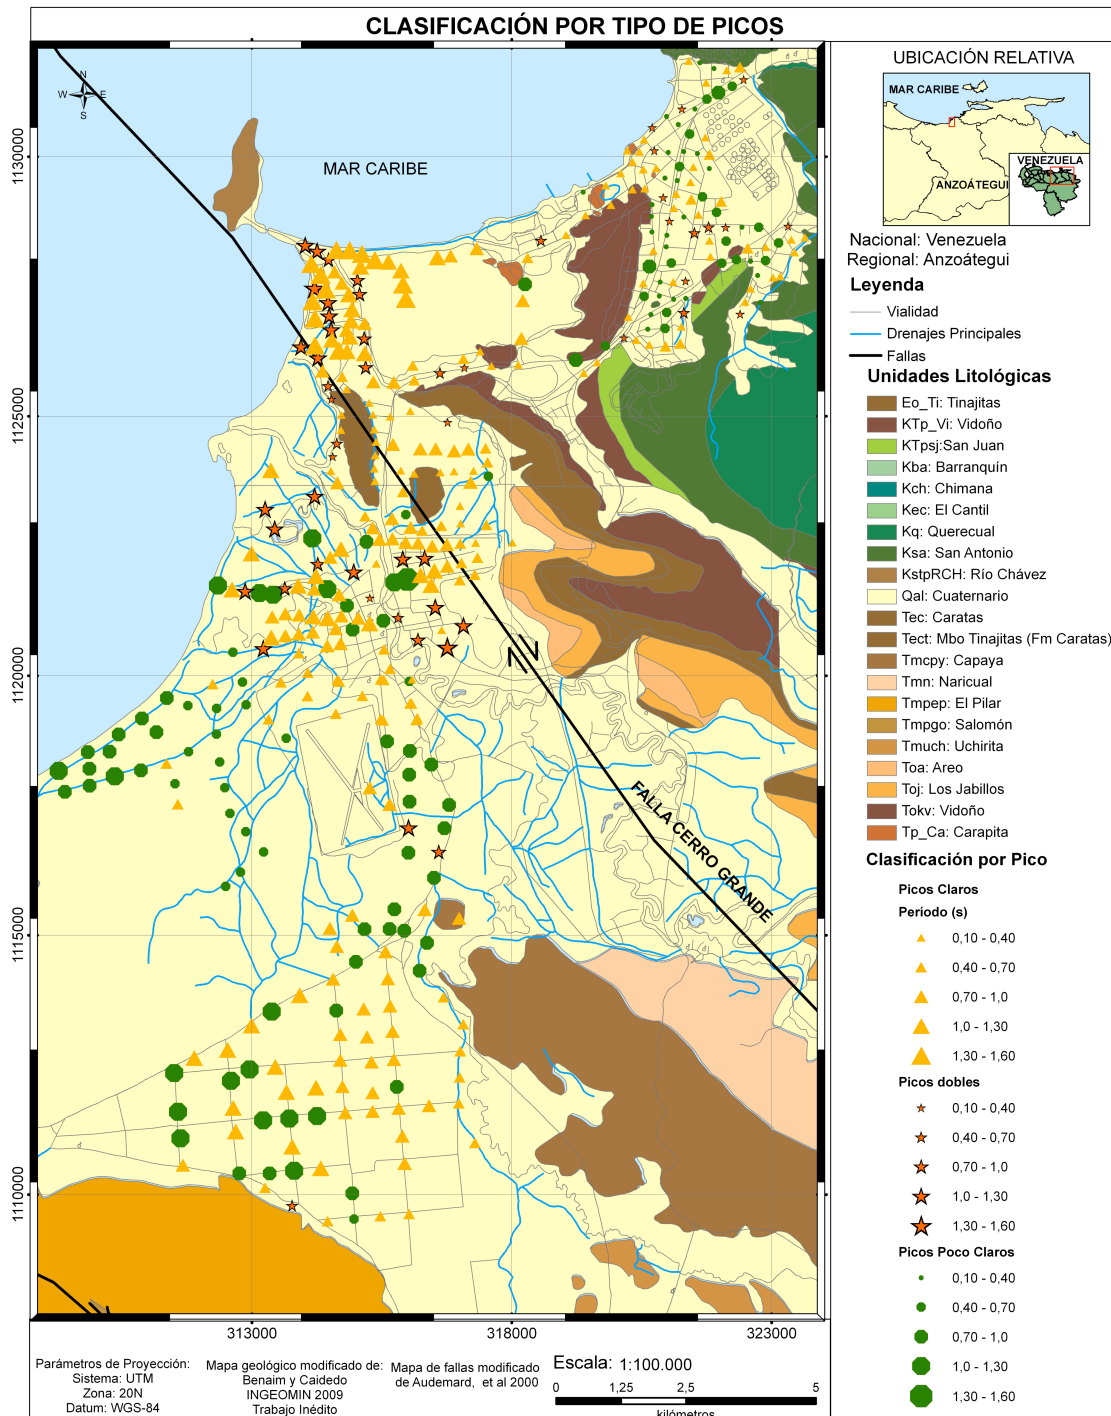 CLASIFICACIÓN POR TIPO DE PICOS
N
W E
S
MAR CARIBE
FALLA CERRO GRANDE
1130000
1125000
1120000
1115000
1110000
313000
318000
323000
UBICACIÓN RELATIVA
MAR CARIBE
VENEZUELA
ANZOÁTEGUI
Nacional: Venezuela
Regional: Anzoátegui
Leyenda
Vialidad
Drenajes Principales
Fallas
Unidades Litológicas
Eo_Ti: Tinajitas
KTp_Vi: Vidoño
KTpsj:San Juan
Kba: Barranquín
Kch: Chimana
Kec: El Cantil
Kq: Querecual
Ksa: San Antonio
KstpRCH: Río Chávez
Qal: Cuaternario
Tec: Caratas
Tect: Mbo Tinajitas (Fm Caratas)
Tmcpy: Capaya
Tmn: Naricual
Tmpep: El Pilar
Tmpgo: Salomón
Tmuch: Uchirita
Toa: Areo
Toj: Los Jabillos
Tokv: Vidoño
Tp_Ca: Carapita
Clasificación por Pico
Picos Claros
Período (s)
0,10 - 0,40
0,40 - 0,70
0,70 - 1,0
1,0 - 1,30
1,30 - 1,60
Picos dobles
0,10 - 0,40
0,40 - 0,70
0,70 - 1,0
1,0 - 1,30
1,30 - 1,60
Picos Poco Claros
0,10 - 0,40
0,40 - 0,70
0,70 - 1,0
1,0 - 1,30
1,30 - 1,60
Parámetros de Proyección:
Sistema: UTM
Zona: 20N
Datum: WGS-84
Mapa geológico modificado de:
Benaim y Caidedo
INGEOMIN 2009
Trabajo Inédito
Mapa de fallas modificado
de Audemard, et al 2000
Escala: 1:100.000
0 1,25 2,5 5
kilómetros